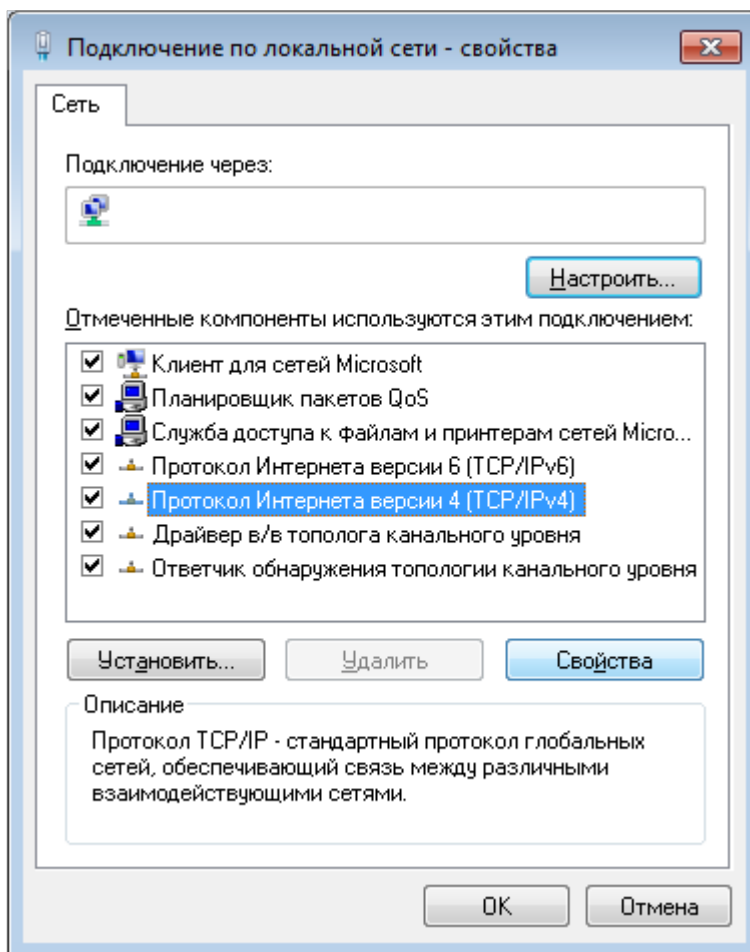 Подключение по локальной сети - свойства
Сеть
Подключение через:
Настроить...
Отмеченные компоненты используются этим подключением:
Клиент для сетей Microsoft
Планировщик пакетов QoS
Служба доступа к файлам и принтерам сетей Micro...
Протокол Интернета версии 6 (TCP/IPv6)
Протокол Интернета версии 4 (TCP/IPv4)
Драйвер в/в тополога канального уровня
Ответчик обнаружения топологии канального уровня
Установить...
Удалить
Свойства
Описание
Протокол TCP/IP - стандартный протокол глобальных
сетей, обеспечивающий связь между различными
взаимодействующими сетями.
OK
Отмена